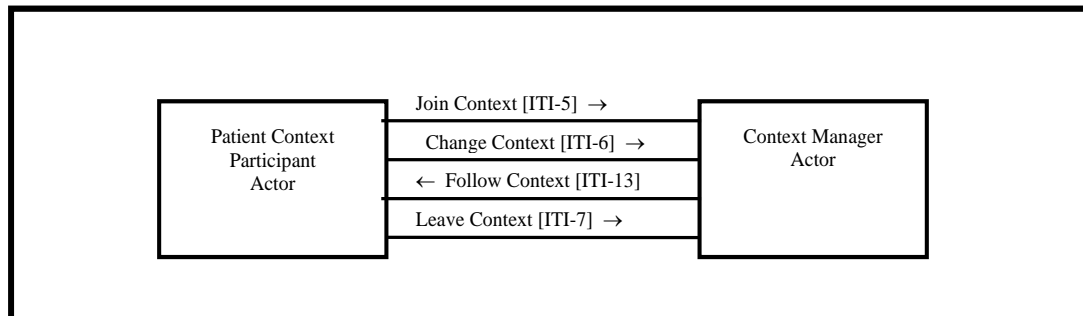 Join Context [ITI-5] →
Patient Context
Participant
Actor
Change Context [ITI-6] →
Context Manager
Actor
← Follow Context [ITI-13]
Leave Context [ITI-7] →